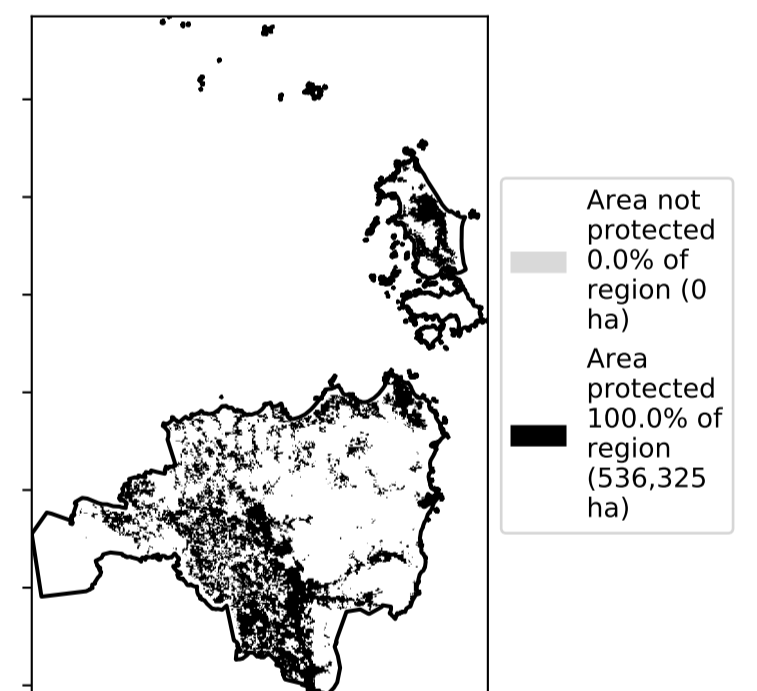 Area not
protected
0.0% of
region (0
ha)
Area
protected
100.0% of
region
(536,325
ha)